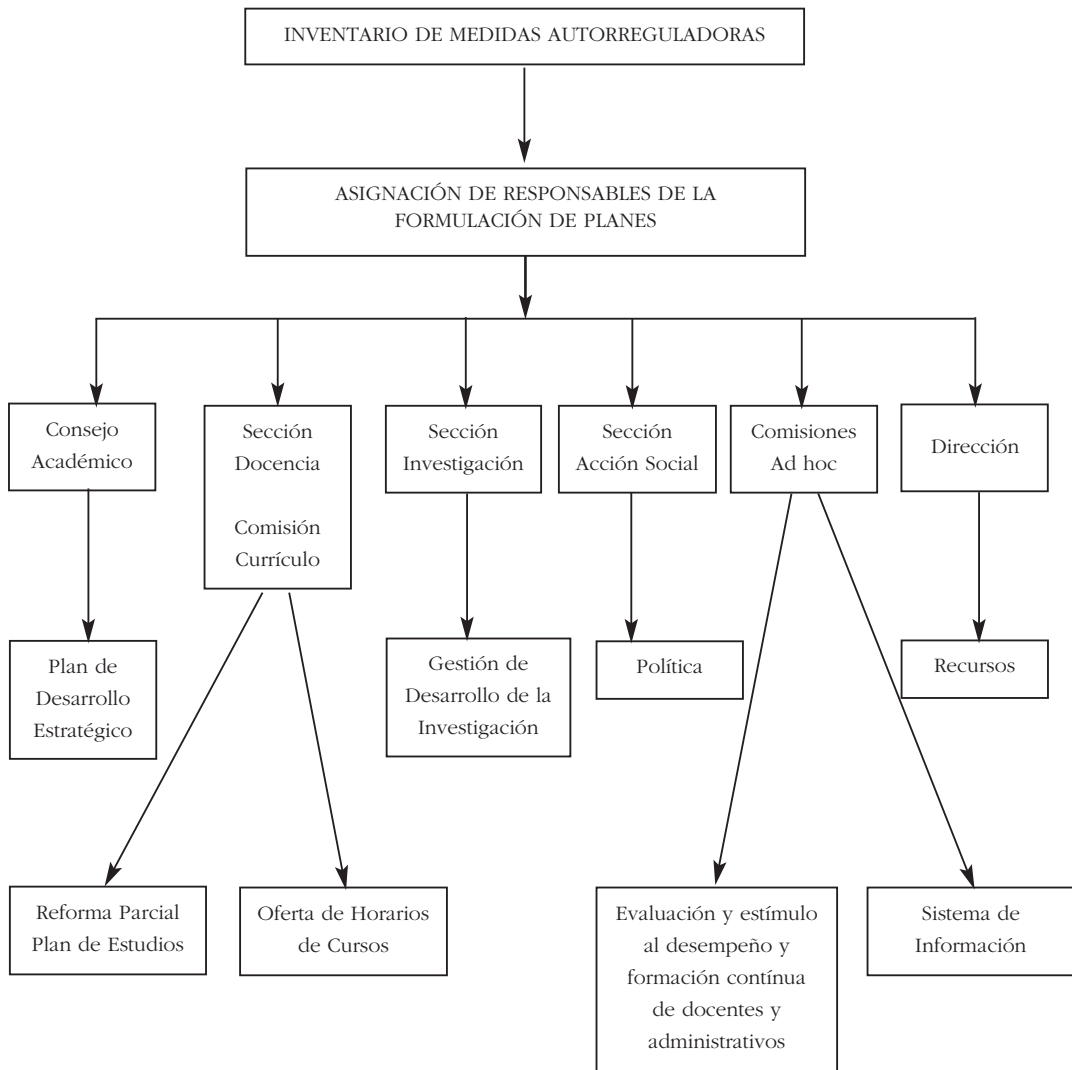 INVENTARIO DE MEDIDAS AUTORREGULADORAS
ASIGNACIÓN DE RESPONSABLES DE LA
FORMULACIÓN DE PLANES
Consejo
Académico
Sección
Docencia
Comisión
Currículo
Sección
Investigación
Sección
Acción Social
Comisiones
Ad hoc
Dirección
Plan de
Desarrollo
Estratégico
Gestión de
Desarrollo de la
Investigación
Política
Recursos
Reforma Parcial
Plan de Estudios
Oferta de Horarios
de Cursos
Evaluación y estímulo
al desempeño y
formación contínua
de docentes y
administrativos
Sistema de
Información